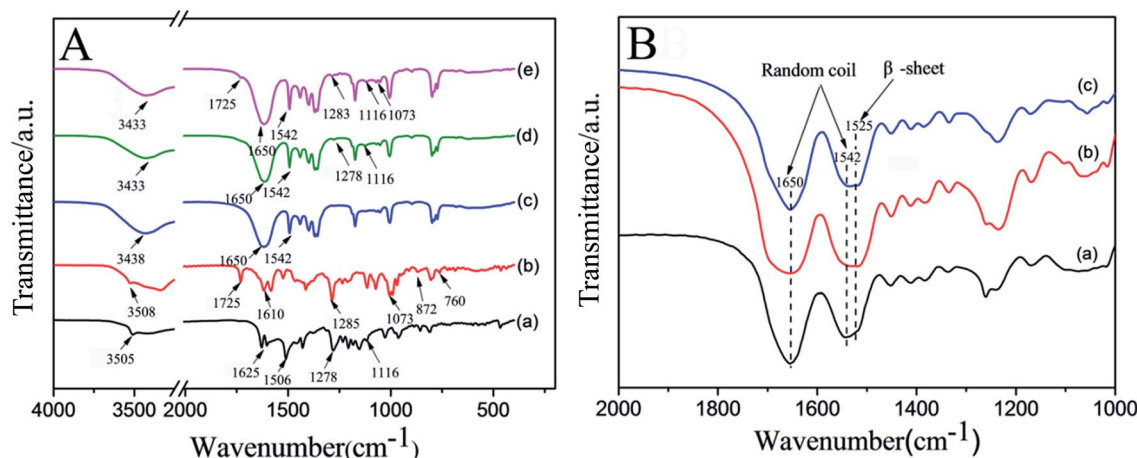 A
Transmittance/a.u.
(e)
1725
1283
1116
1073
3433
1650
1542
(d)
3433
1650
1542
1278
1116
(c)
3438
1650
1542
(b)
3508
1725
1610
1285
1073
872
760
(a)
3505
1625
1506
1278
1116
4000
3500
2000
1500
1000
500
Wavenumber(cm⁻¹)
B
Transmittance/a.u.
Random coil
β -sheet
(c)
1525
1542
1650
(b)
(a)
2000
1800
1600
1400
1200
1000
Wavenumber(cm⁻¹)